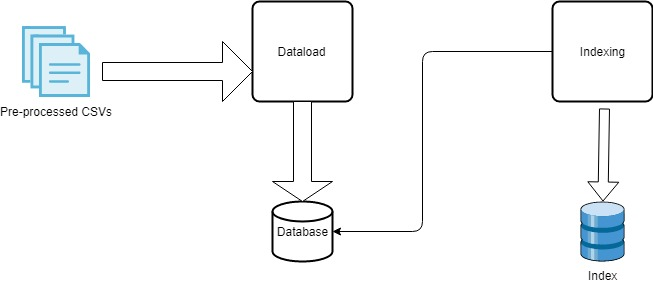 Dataload
Indexing
Pre-processed CSVs
Database
Index